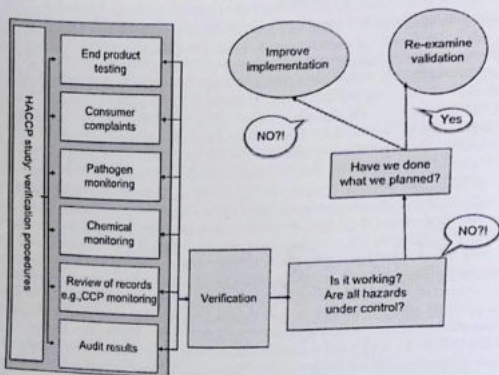 HACCP study: verification procedures
End product
testing
Consumer
complaints
Pathogen
monitoring
Chemical
monitoring
Review of records
e.g.,CCP monitoring
Audit results
Verification
Is it working?
Are all hazards
under control?
NO?!
Have we done
what we planned?
NO?!
Yes
Improve
implementation
Re-examine
validation